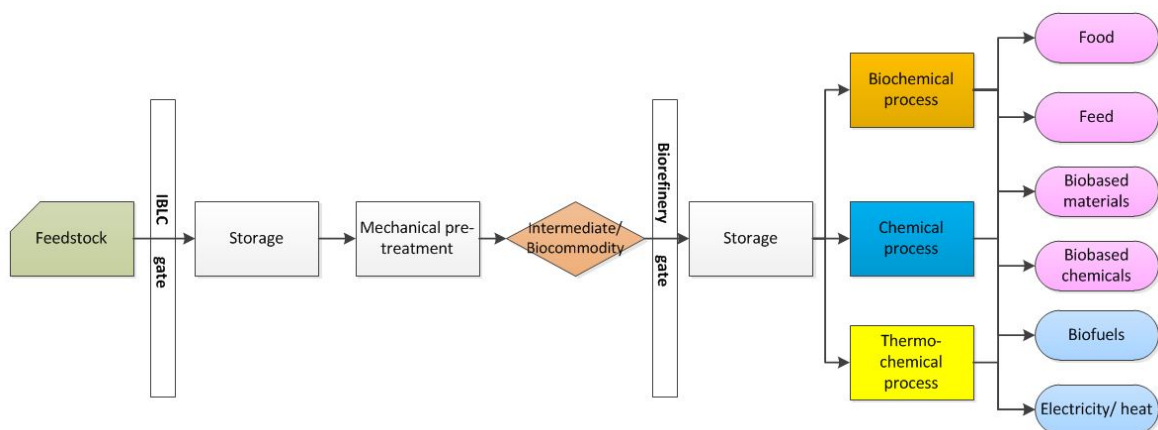 Feedstock
IBLC
gate
Storage
Mechanical pre-
treatment
Intermediate/
Biocommodity
Biorefinery
gate
Storage
Biochemical
process
Chemical
process
Thermo-
chemical
process
Food
Feed
Biobased
materials
Biobased
chemicals
Biofuels
Electricity/ heat